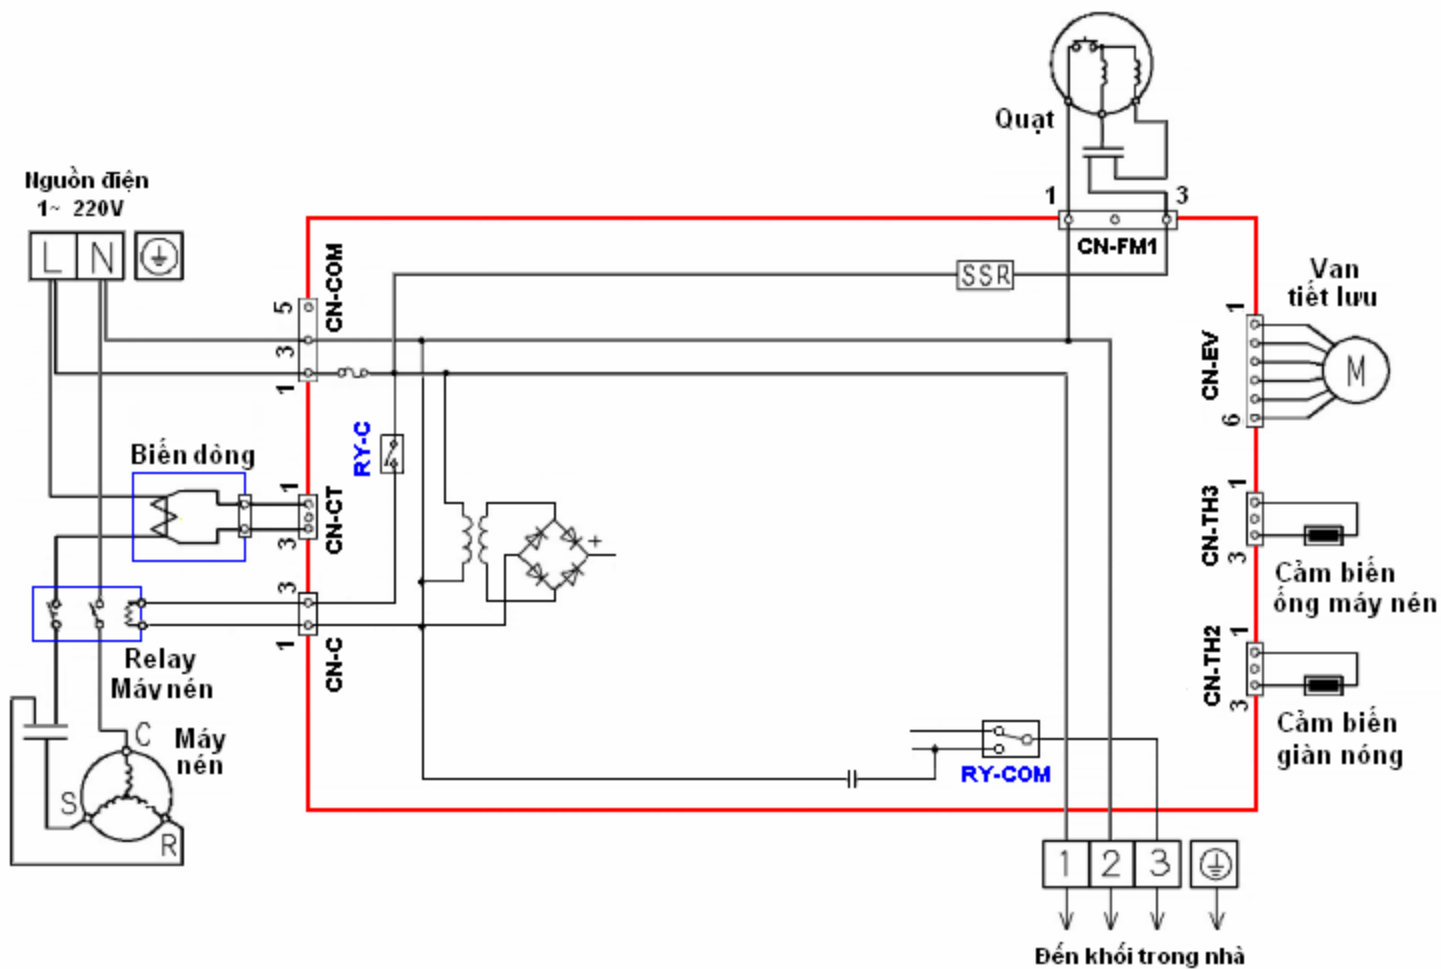 Quạt
1
3
CN-FM1
Nguồn điện
1~ 220V
L N
CN-COM
5
3
1
SSR
Van
tiết lưu
1
CN-EV
6
M
RY-C
Biến dòng
1
CN-CT
3
+
1
CN-TH3
3
Cảm biến
ống máy nén
3
CN-C
1
Relay
Máy nén
1
CN-TH2
3
Cảm biến
giàn nóng
C
Máy
nén
S
R
RY-COM
1 2 3
Đến khối trong nhà